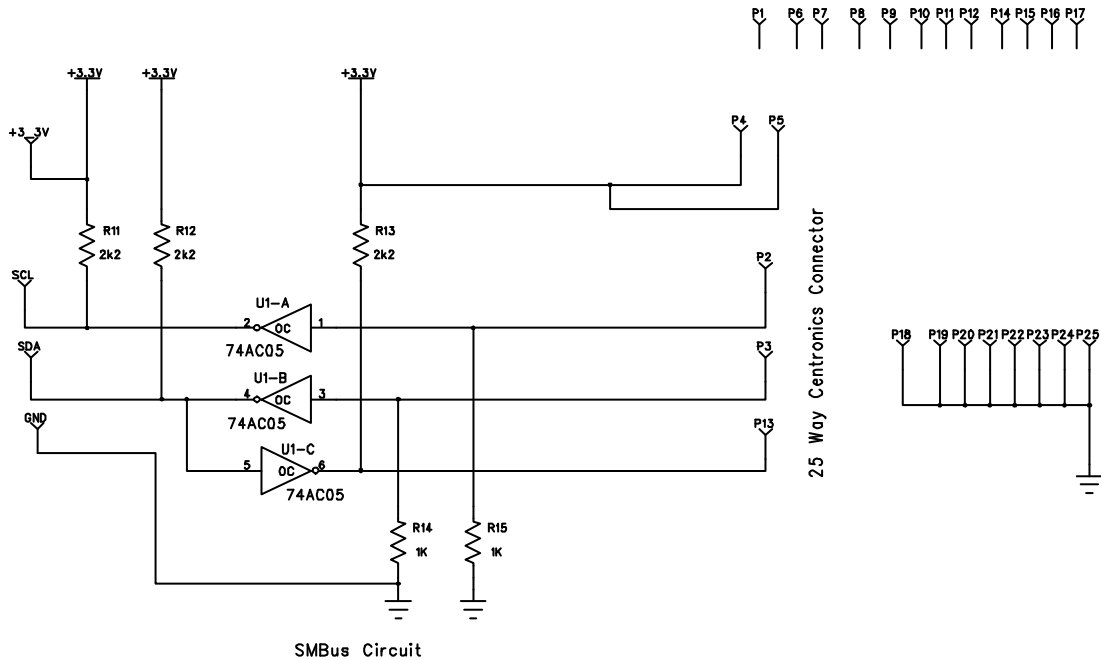 P1 P6 P7 P8 P9 P10 P11 P12 P14 P15 P16 P17
+3.3V +3.3V +3.3V
+3_3V
P4 P5
R11 R12 R13
2k2 2k2 2k2
P2
SCL
U1-A
2 OC 1
74AC05
SDA
P3
U1-B
4 OC 3
74AC05
GND
P13
U1-C
5 OC 6
74AC05
25 Way Centronics Connector
P18 P19 P20 P21 P22 P23 P24 P25
R14 R15
1K 1K
SMBus Circuit